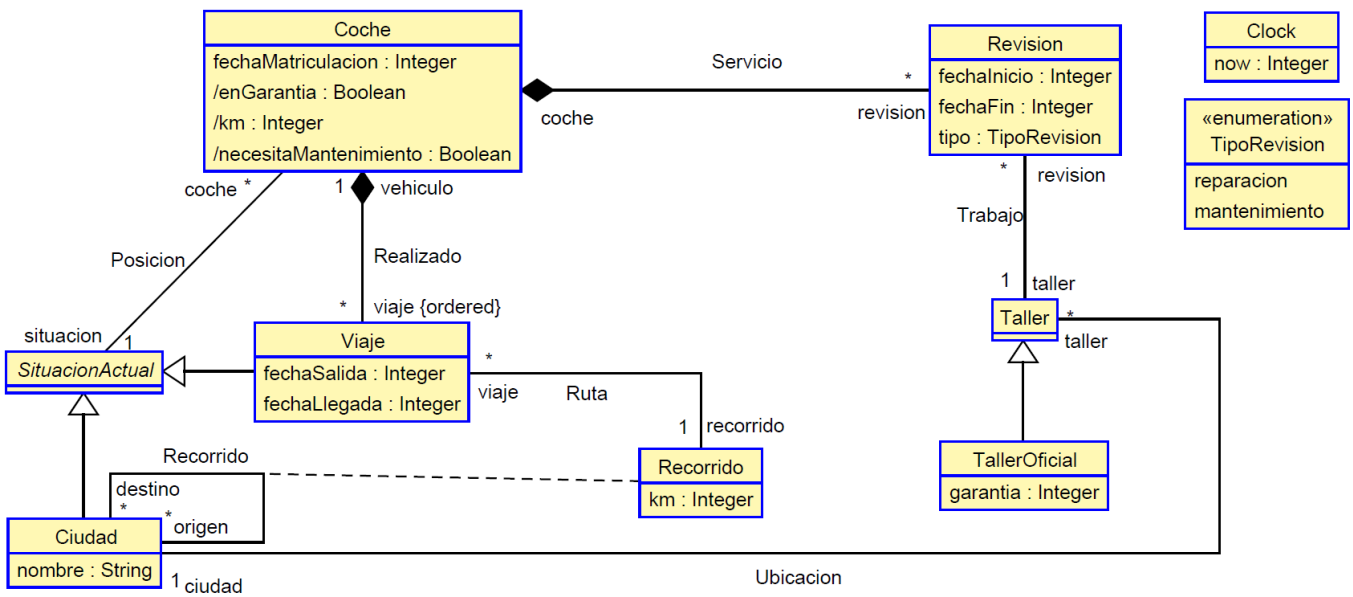 Coche
fechaMatriculacion : Integer
/enGarantia : Boolean
/km : Integer
/necesitaMantenimiento : Boolean
Servicio
*
coche
revision
Revision
fechaInicio : Integer
fechaFin : Integer
tipo : TipoRevision
Clock
now : Integer
«enumeration»
TipoRevision
reparacion
mantenimiento
coche *
1
vehiculo
* revision
Trabajo
Posicion
Realizado
1 taller
* viaje {ordered}
situacion
1
SituacionActual
Viaje
fechaSalida : Integer
fechaLlegada : Integer
*
viaje
Ruta
1 recorrido
Taller
*
taller
Recorrido
destino
*
*
origen
Recorrido
km : Integer
TallerOficial
garantia : Integer
Ciudad
nombre : String
1 ciudad
Ubicacion